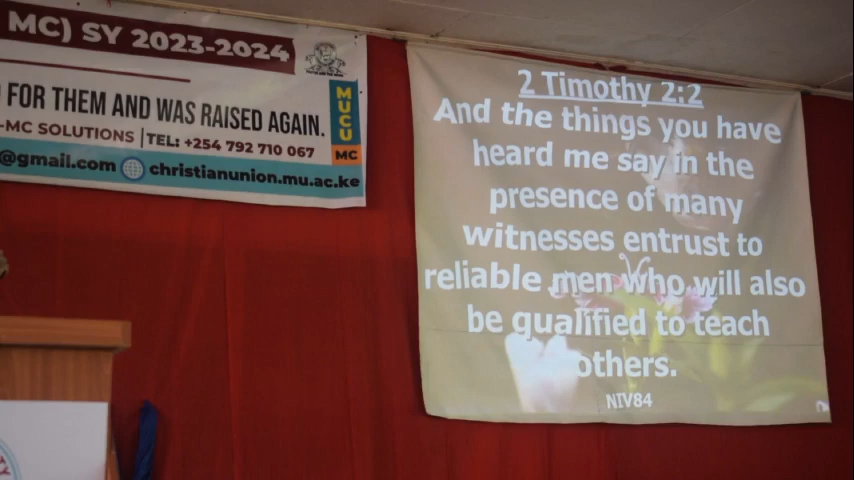 MC) SY 2023-2024
FOR THEM AND WAS RAISED AGAIN.
-MC SOLUTIONS | TEL: +254 792 710 067
@gmail.com christianunion.mu.ac.ke
MUCU
MC
2 Timothy 2:2
And the things you have
heard me say in the
presence of many
witnesses entrust to
reliable men who will also
be qualified to teach
others.
NIV84